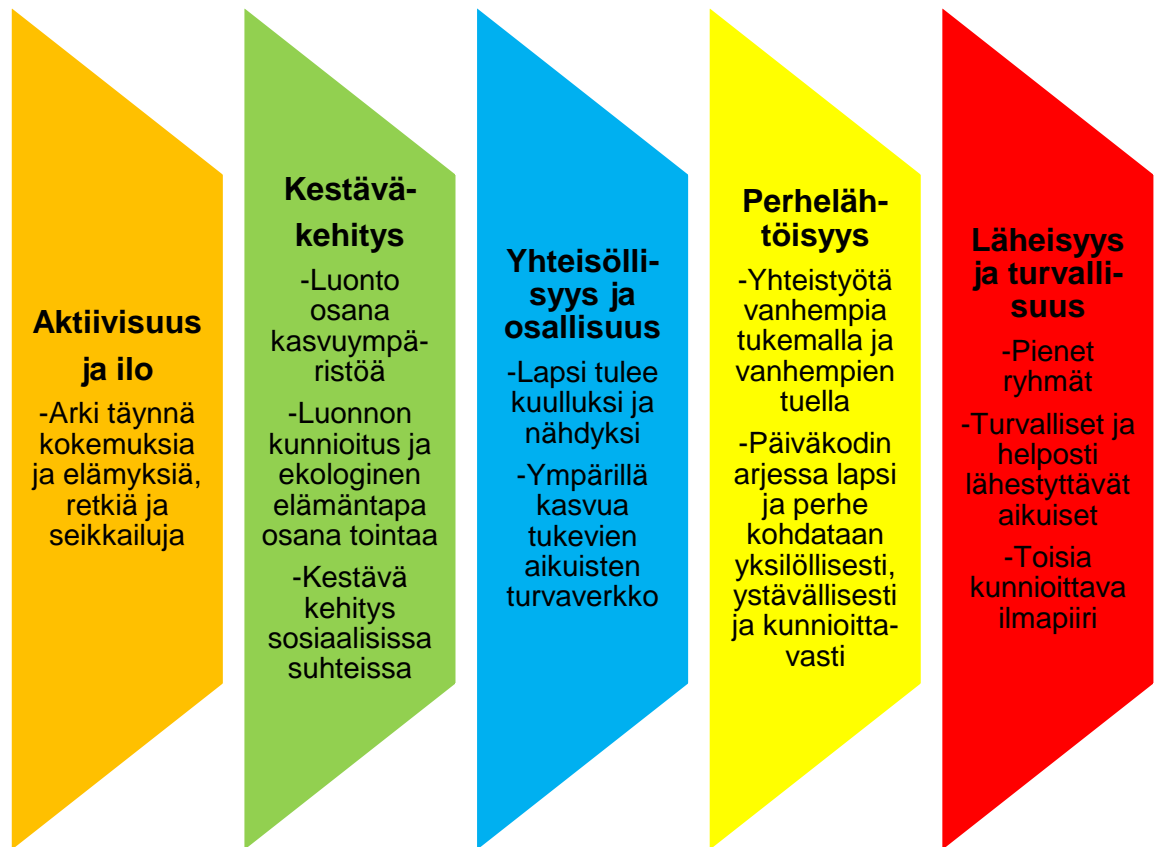 Aktiivisuus
ja ilo
-Arki täynnä
kokemuksia
ja elämyksiä,
retkiä ja
seikkailuja
Kestävä-
kehitys
-Luonto
osana
kasvuympä-
ristöä
-Luonnon
kunnioitus ja
ekologinen
elämäntapa
osana tointaa
-Kestävä
kehitys
sosiaalisissa
suhteissa
Yhteisölli-
syys ja
osallisuus
-Lapsi tulee
kuulluksi ja
nähdyksi
-Ympärillä
kasvua
tukevien
aikuisten
turvaverkko
Perheläh-
töisyys
-Yhteistyötä
vanhempia
tukemalla ja
vanhempien
tuella
-Päiväkodin
arjessa lapsi
ja perhe
kohdataan
yksilöllisesti,
ystävällisesti
ja kunnioitta-
vasti
Läheisyys
ja turvalli-
suus
-Pienet
ryhmät
-Turvalliset ja
helposti
lähestyttävät
aikuiset
-Toisia
kunnioittava
ilmapiiri